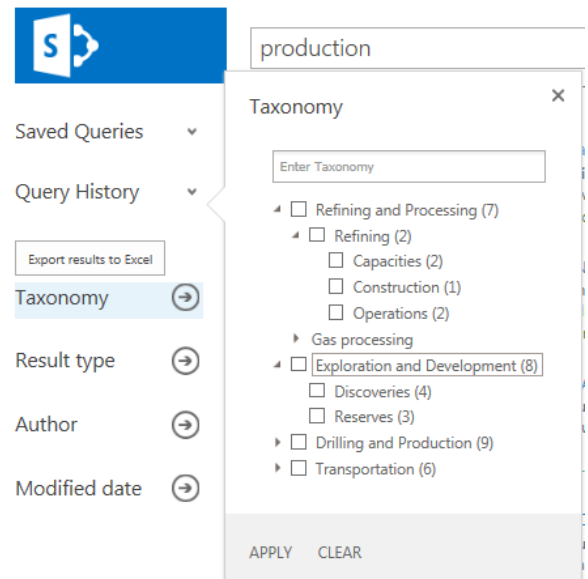 S
production
Saved Queries
Query History
Export results to Excel
Taxonomy
Result type
Author
Modified date
Taxonomy
Enter Taxonomy
Refining and Processing (7)
Refining (2)
Capacities (2)
Construction (1)
Operations (2)
Gas processing
Exploration and Development (8)
Discoveries (4)
Reserves (3)
Drilling and Production (9)
Transportation (6)
APPLY CLEAR